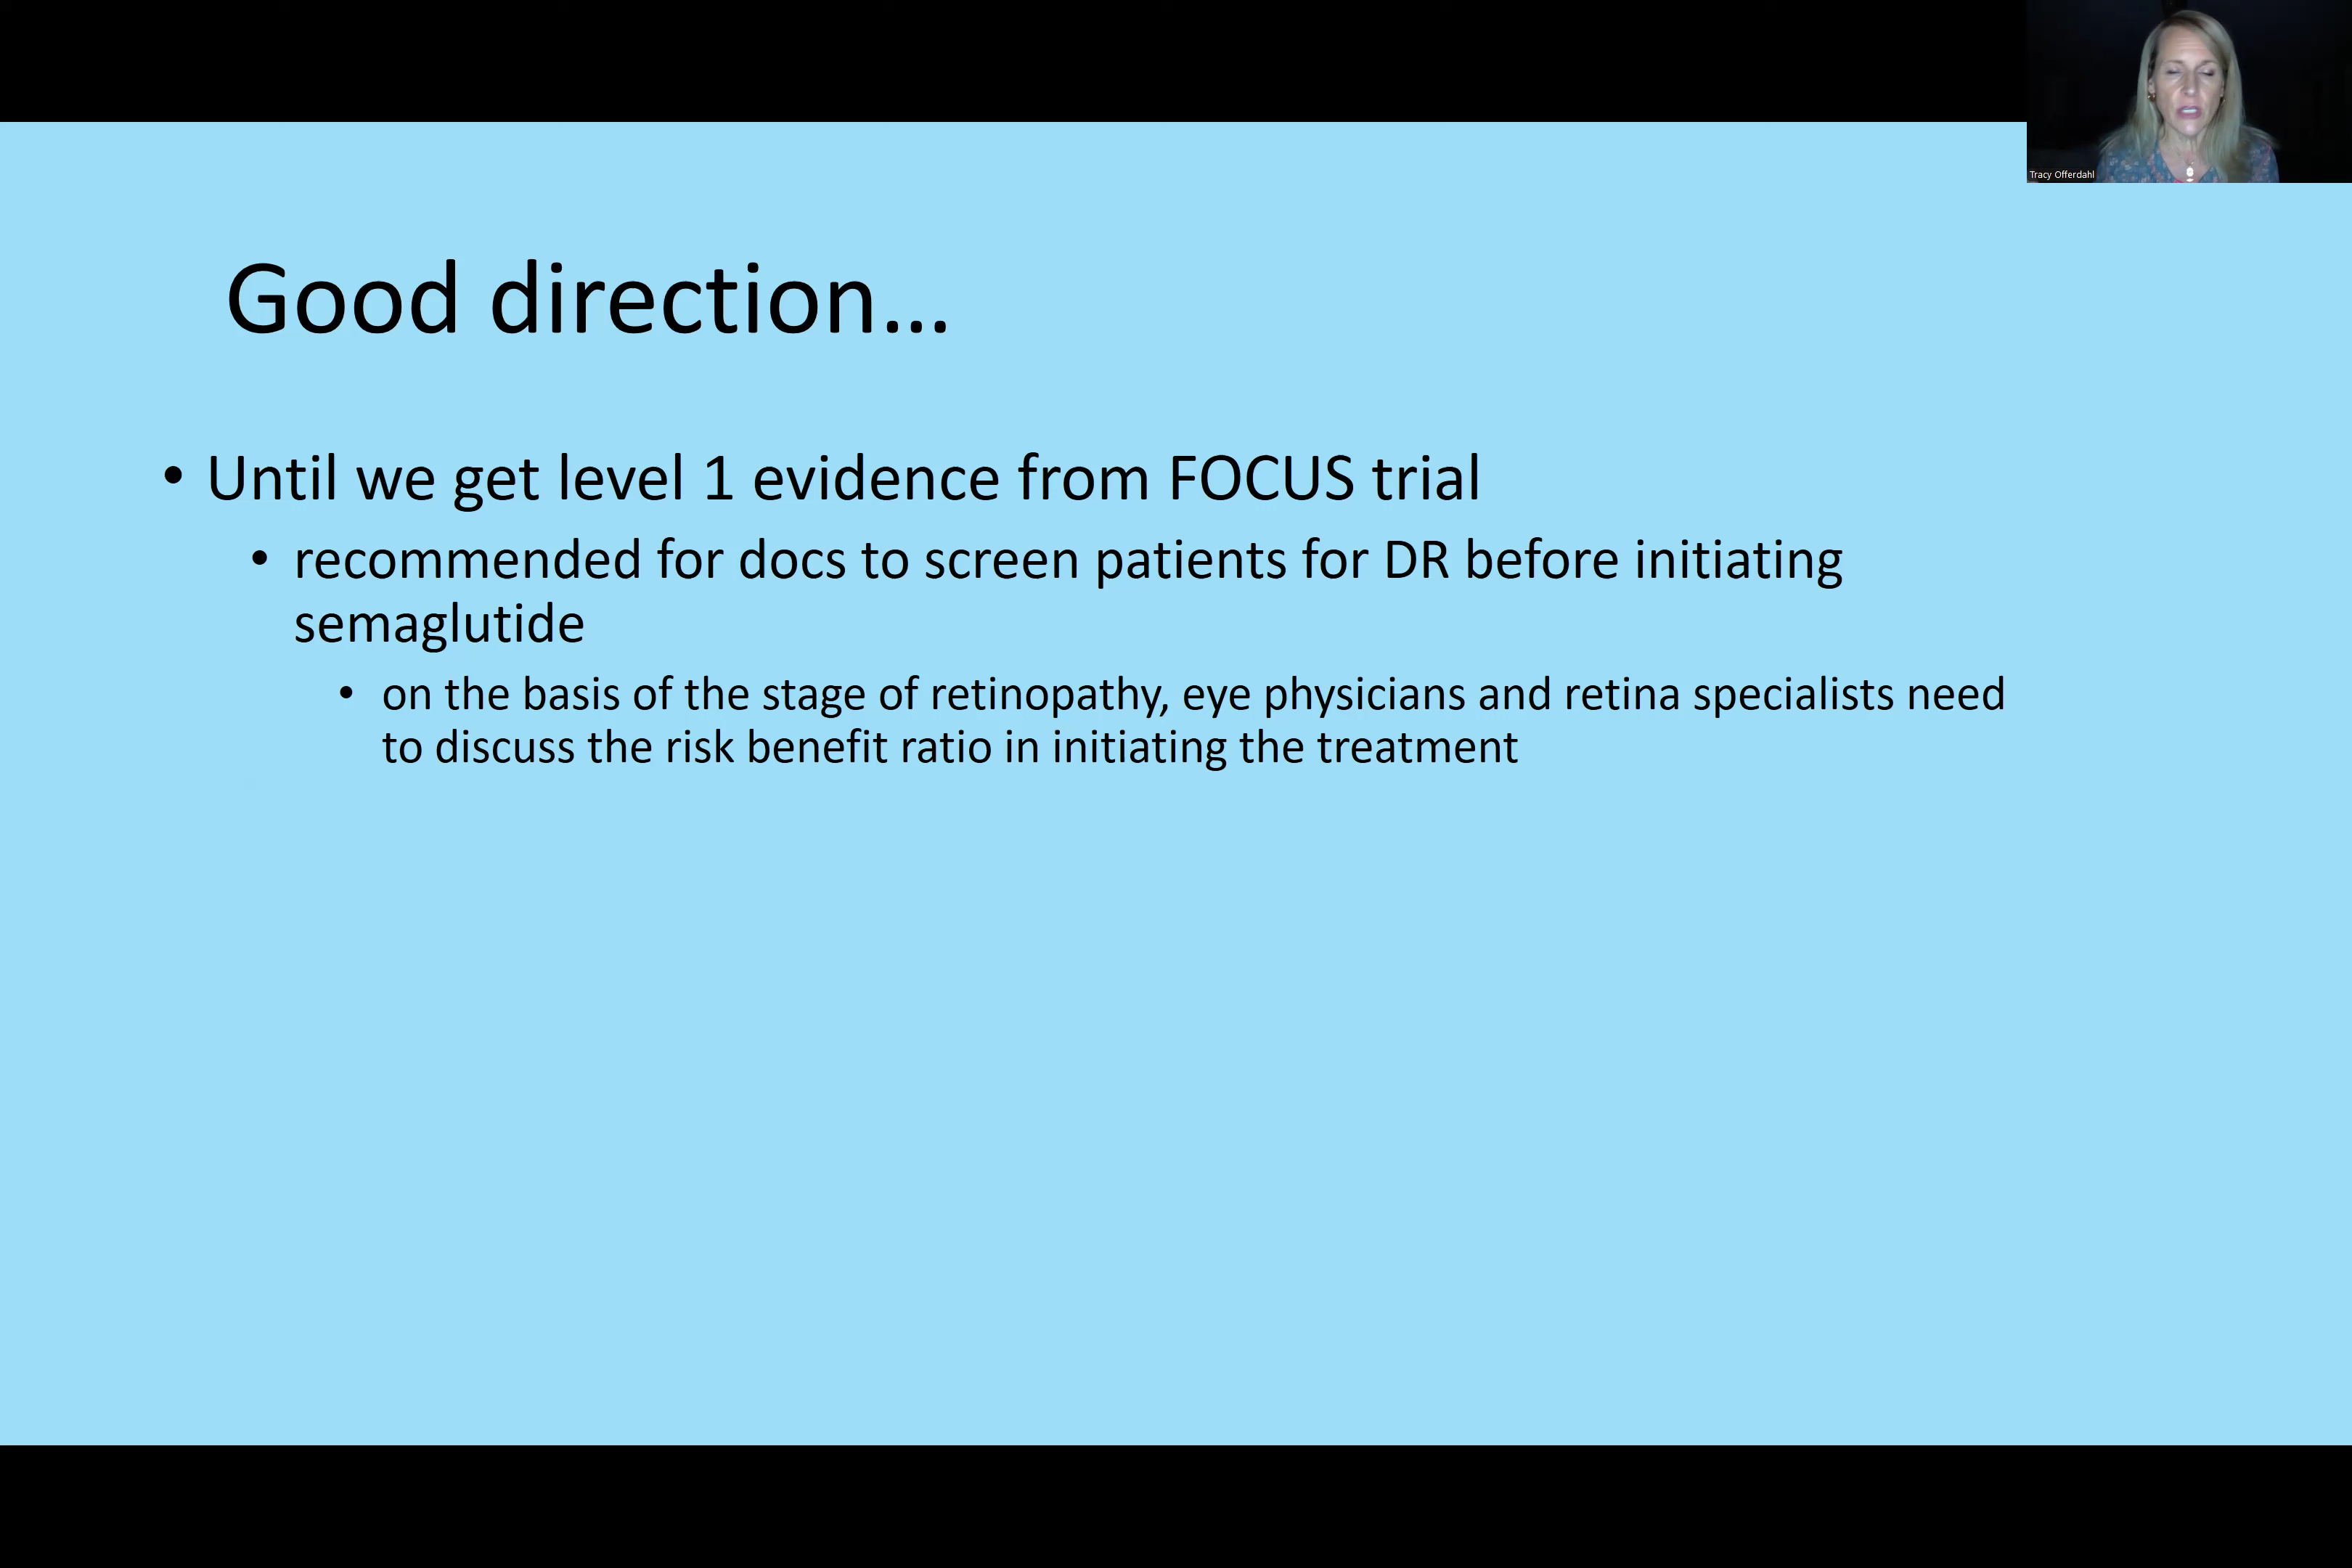 Tracy Offerdahl
Good direction...
• Until we get level 1 evidence from FOCUS trial
• recommended for docs to screen patients for DR before initiating
semaglutide
• on the basis of the stage of retinopathy, eye physicians and retina specialists need
to discuss the risk benefit ratio in initiating the treatment